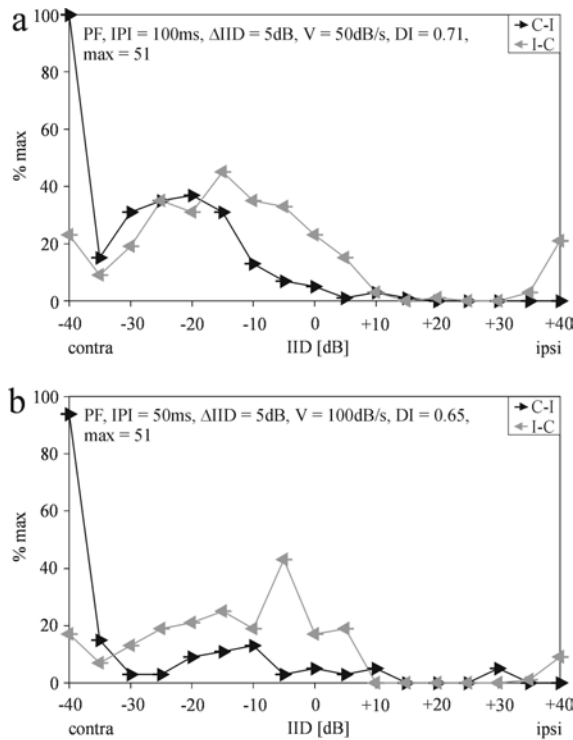 a
PF, IPI = 100ms, ΔIID = 5dB, V = 50dB/s, DI = 0.71,
max = 51
C-I
I-C
% max
100
80
60
40
20
0
-40 -30 -20 -10 0 +10 +20 +30 +40
contra IID [dB] ipsi
b
PF, IPI = 50ms, ΔIID = 5dB, V = 100dB/s, DI = 0.65,
max = 51
C-I
I-C
% max
100
80
60
40
20
0
-40 -30 -20 -10 0 +10 +20 +30 +40
contra IID [dB] ipsi